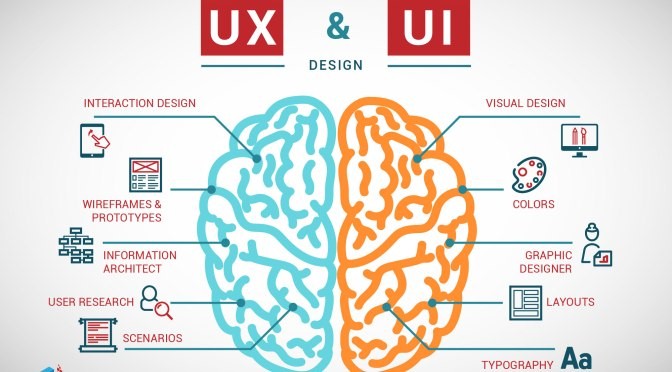 UX & UI
DESIGN
INTERACTION DESIGN
WIREFRAMES &
PROTOTYPES
INFORMATION
ARCHITECT
USER RESEARCH
SCENARIOS
VISUAL DESIGN
COLORS
GRAPHIC
DESIGNER
LAYOUTS
TYPOGRAPHY Aa